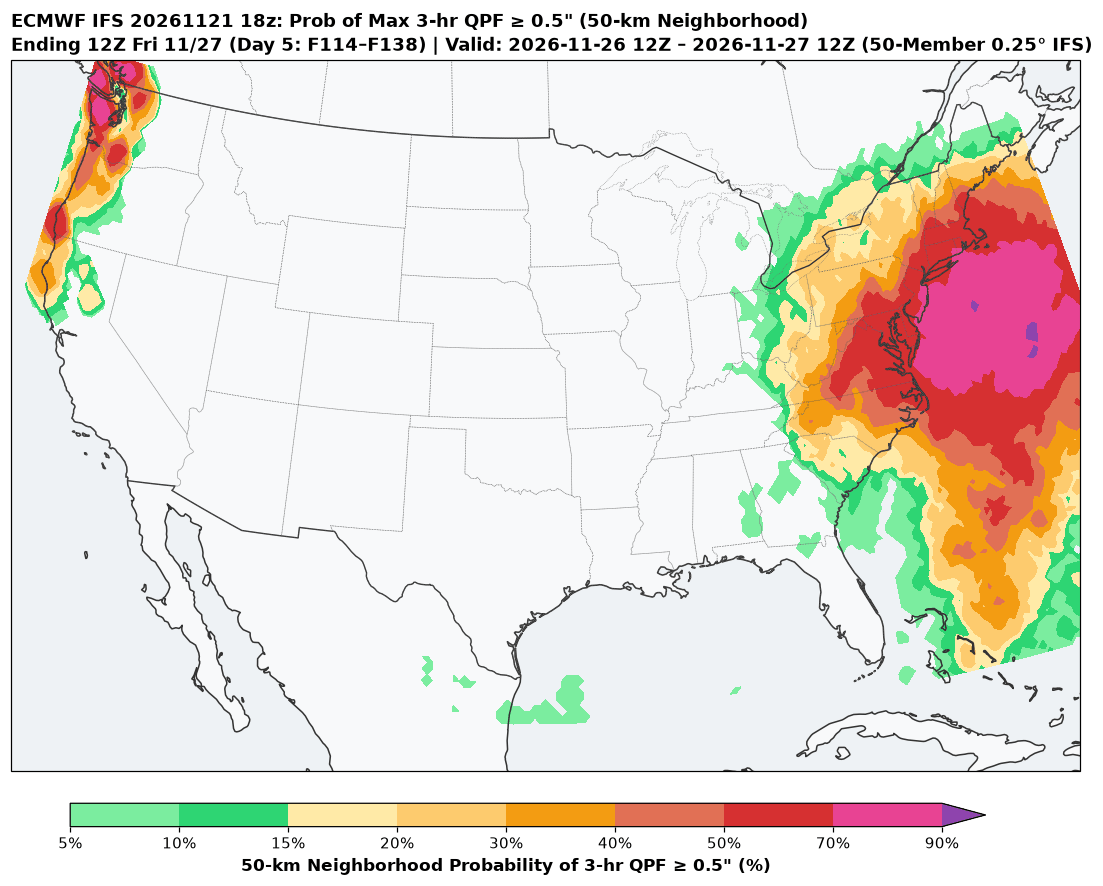 ECMWF IFS 20261121 18z: Prob of Max 3-hr QPF ≥ 0.5" (50-km Neighborhood)
Ending 12Z Fri 11/27 (Day 5: F114–F138) | Valid: 2026-11-26 12Z – 2026-11-27 12Z (50-Member 0.25° IFS)
5% 10% 15% 20% 30% 40% 50% 70% 90%
50-km Neighborhood Probability of 3-hr QPF ≥ 0.5" (%)